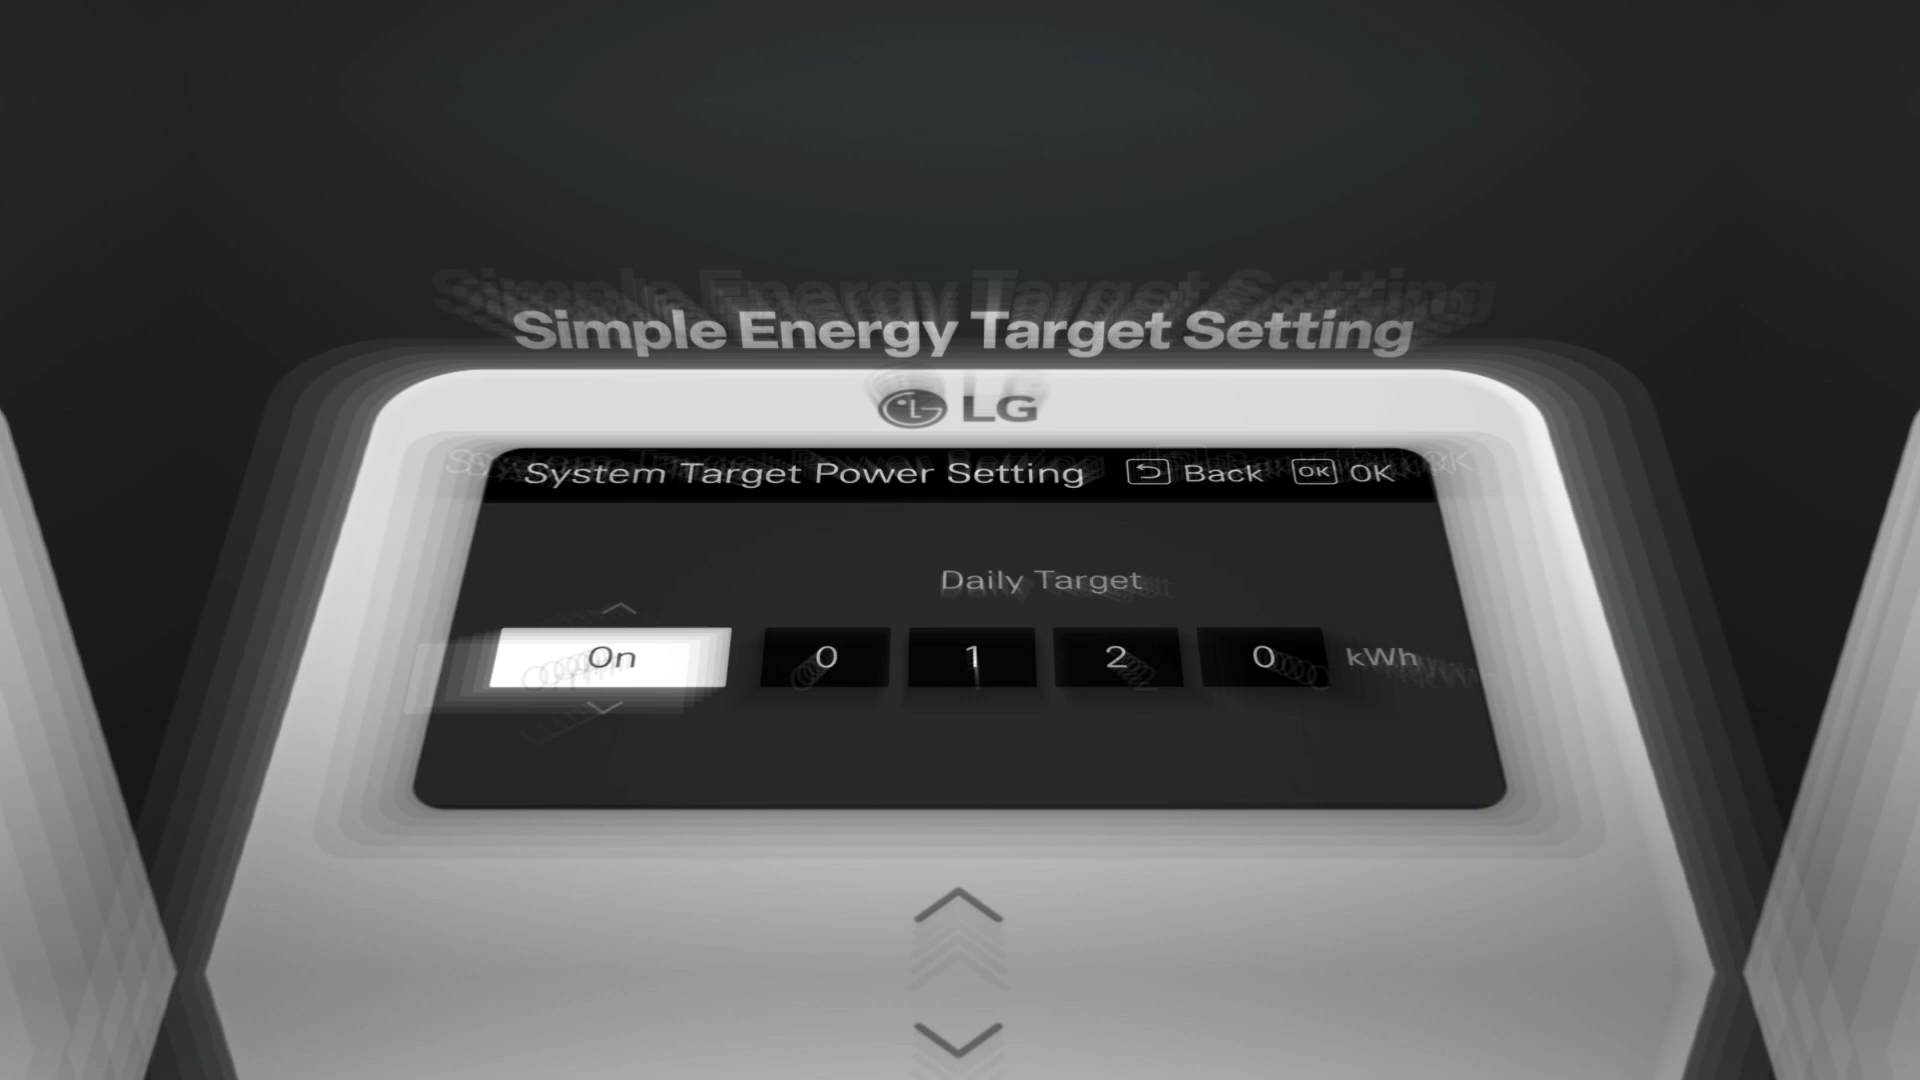 Simple Energy Target Setting
LG
System Target Power Setting Back OK OK
Daily Target
On 0 1 2 0 kWh